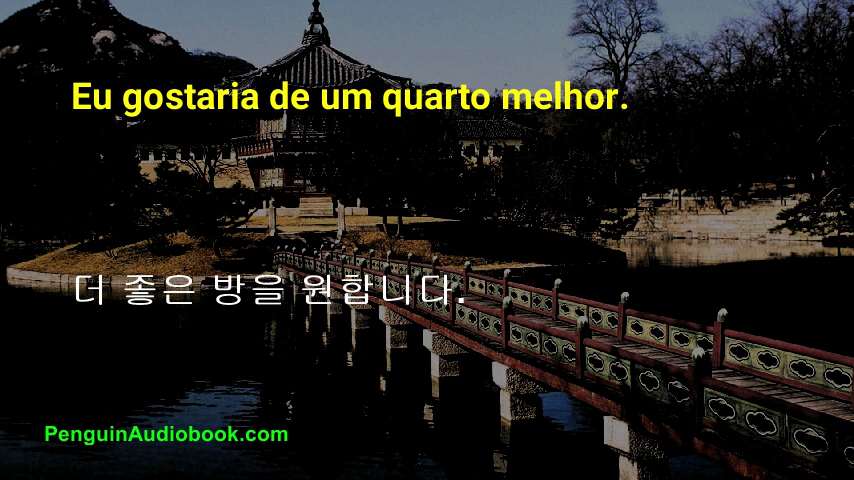 Eu gostaria de um quarto melhor.
더 좋은 방을 원합니다.
PenguinAudiobook.com